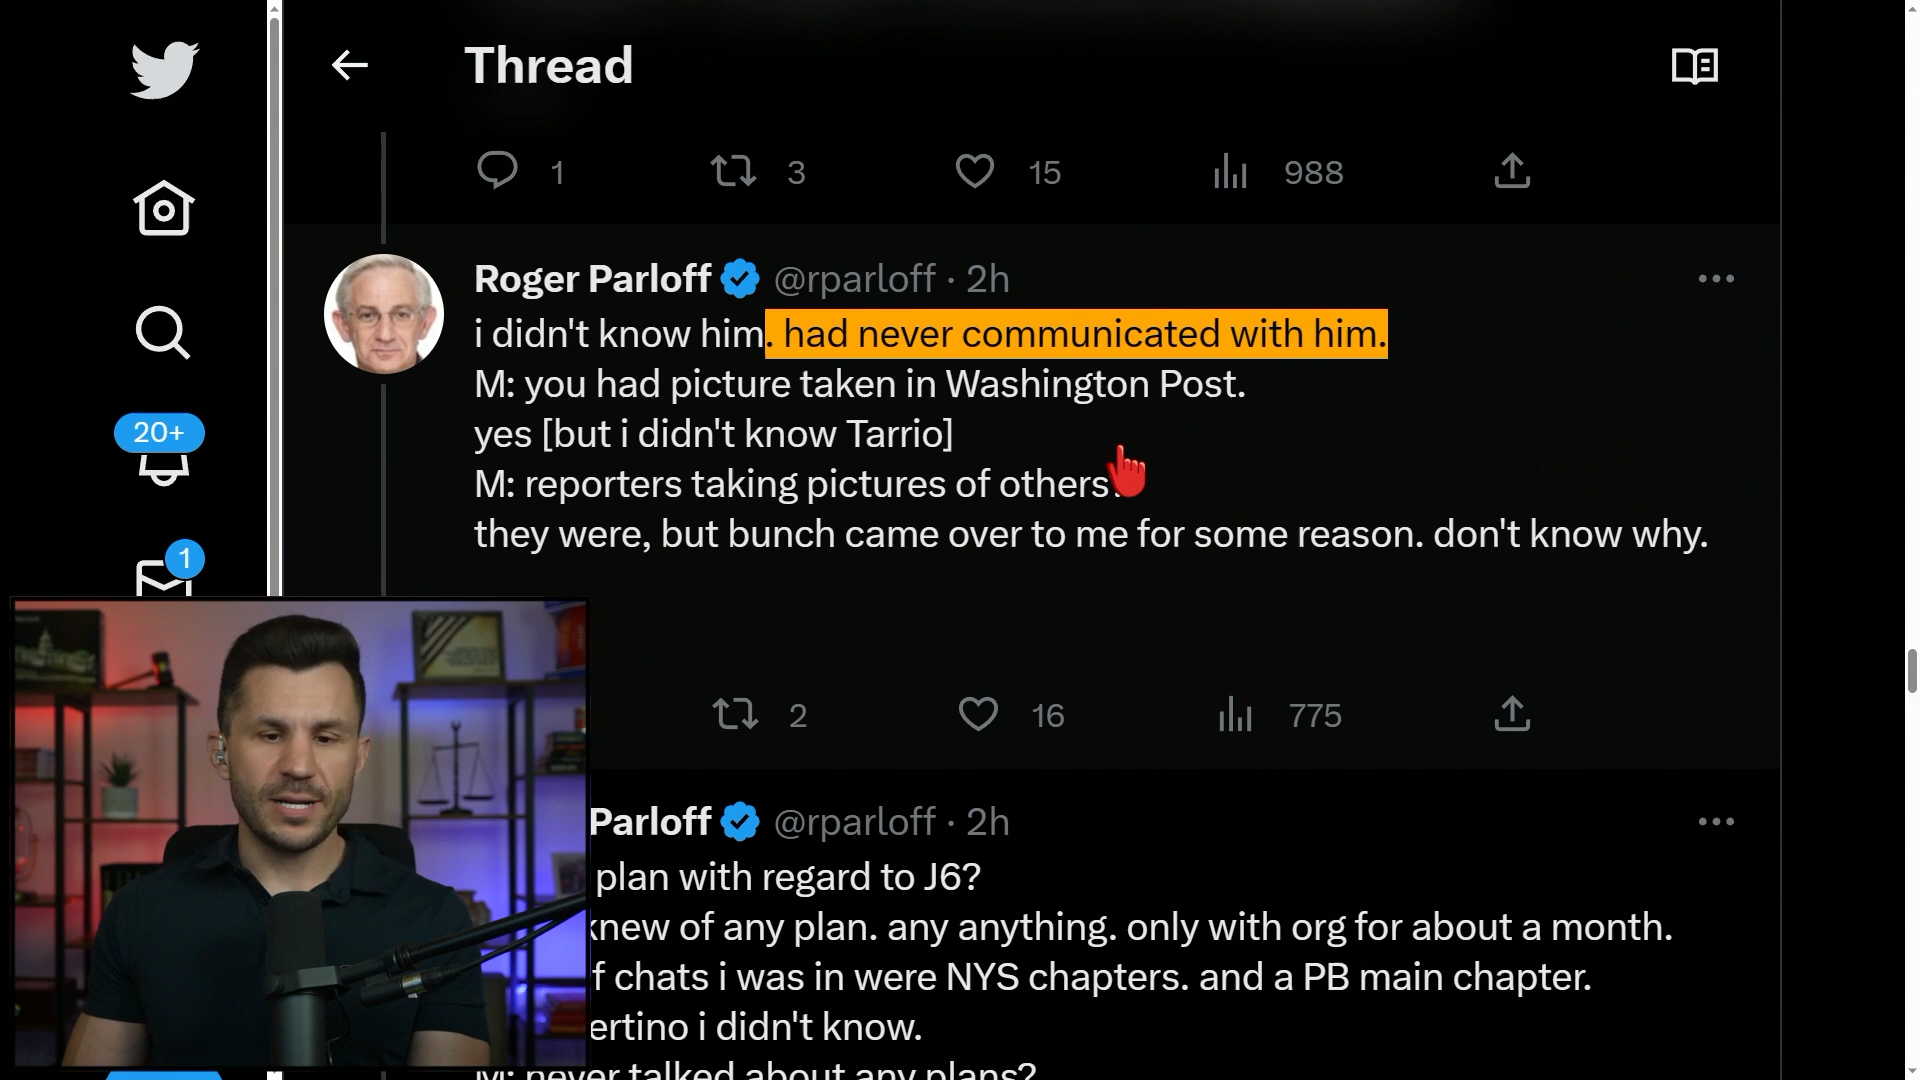 Thread
1 3 15 988
Roger Parloff @rparloff · 2h
i didn't know him. had never communicated with him.
M: you had picture taken in Washington Post.
yes [but i didn't know Tarrio]
20+
M: reporters taking pictures of others
they were, but bunch came over to me for some reason. don't know why.
1
2 16 775
Parloff @rparloff · 2h
plan with regard to J6?
knew of any plan. any anything. only with org for about a month.
f chats i was in were NYS chapters. and a PB main chapter.
ertino i didn't know.
M: never talked about any plans?